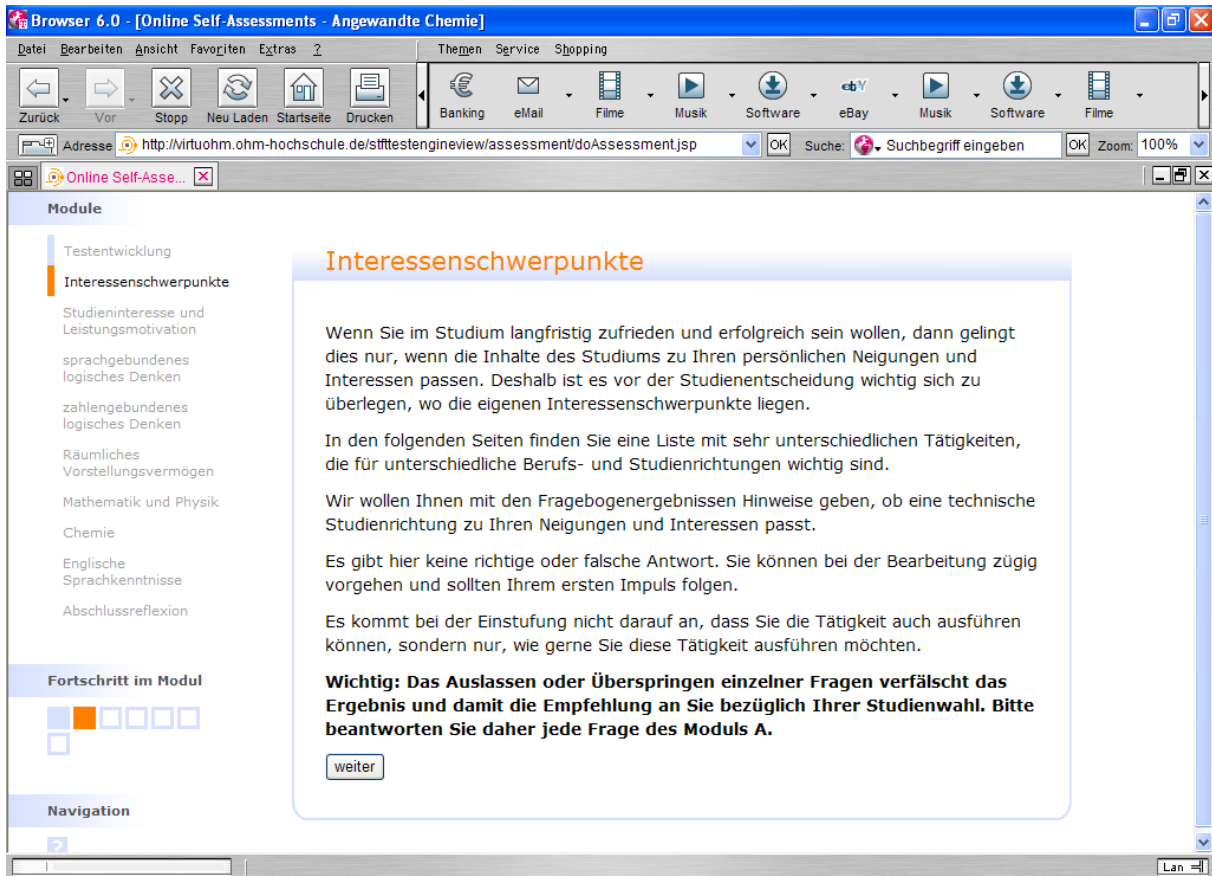 Browser 6.0 - [Online Self-Assessments - Angewandte Chemie]
Datei Bearbeiten Ansicht Favoriten Extras ? Themen Service Shopping
Zurück Vor Stopp Neu Laden Startseite Drucken Banking eMail Filme Musik Software eBay Musik Software Filme
Adresse http://virtuohm.ohm-hochschule.de/stfttestengineview/assessment/doAssessment.jsp OK Suche: Suchbegriff eingeben OK Zoom: 100%
Online Self-Asse...
Module
Testentwicklung
Interessenschwerpunkte
Studieninteresse und
Leistungsmotivation
sprachgebundenes
logisches Denken
zahlengebundenes
logisches Denken
Räumliches
Vorstellungsvermögen
Mathematik und Physik
Chemie
Englische
Sprachkenntnisse
Abschlussreflexion
Fortschritt im Modul
Navigation
?
Interessenschwerpunkte
Wenn Sie im Studium langfristig zufrieden und erfolgreich sein wollen, dann gelingt
dies nur, wenn die Inhalte des Studiums zu Ihren persönlichen Neigungen und
Interessen passen. Deshalb ist es vor der Studienentscheidung wichtig sich zu
überlegen, wo die eigenen Interessenschwerpunkte liegen.
In den folgenden Seiten finden Sie eine Liste mit sehr unterschiedlichen Tätigkeiten,
die für unterschiedliche Berufs- und Studienrichtungen wichtig sind.
Wir wollen Ihnen mit den Fragebogenergebnissen Hinweise geben, ob eine technische
Studienrichtung zu Ihren Neigungen und Interessen passt.
Es gibt hier keine richtige oder falsche Antwort. Sie können bei der Bearbeitung zügig
vorgehen und sollten Ihrem ersten Impuls folgen.
Es kommt bei der Einstufung nicht darauf an, dass Sie die Tätigkeit auch ausführen
können, sondern nur, wie gerne Sie diese Tätigkeit ausführen möchten.
Wichtig: Das Auslassen oder Überspringen einzelner Fragen verfälscht das
Ergebnis und damit die Empfehlung an Sie bezüglich Ihrer Studienwahl. Bitte
beantworten Sie daher jede Frage des Moduls A.
weiter
Lan